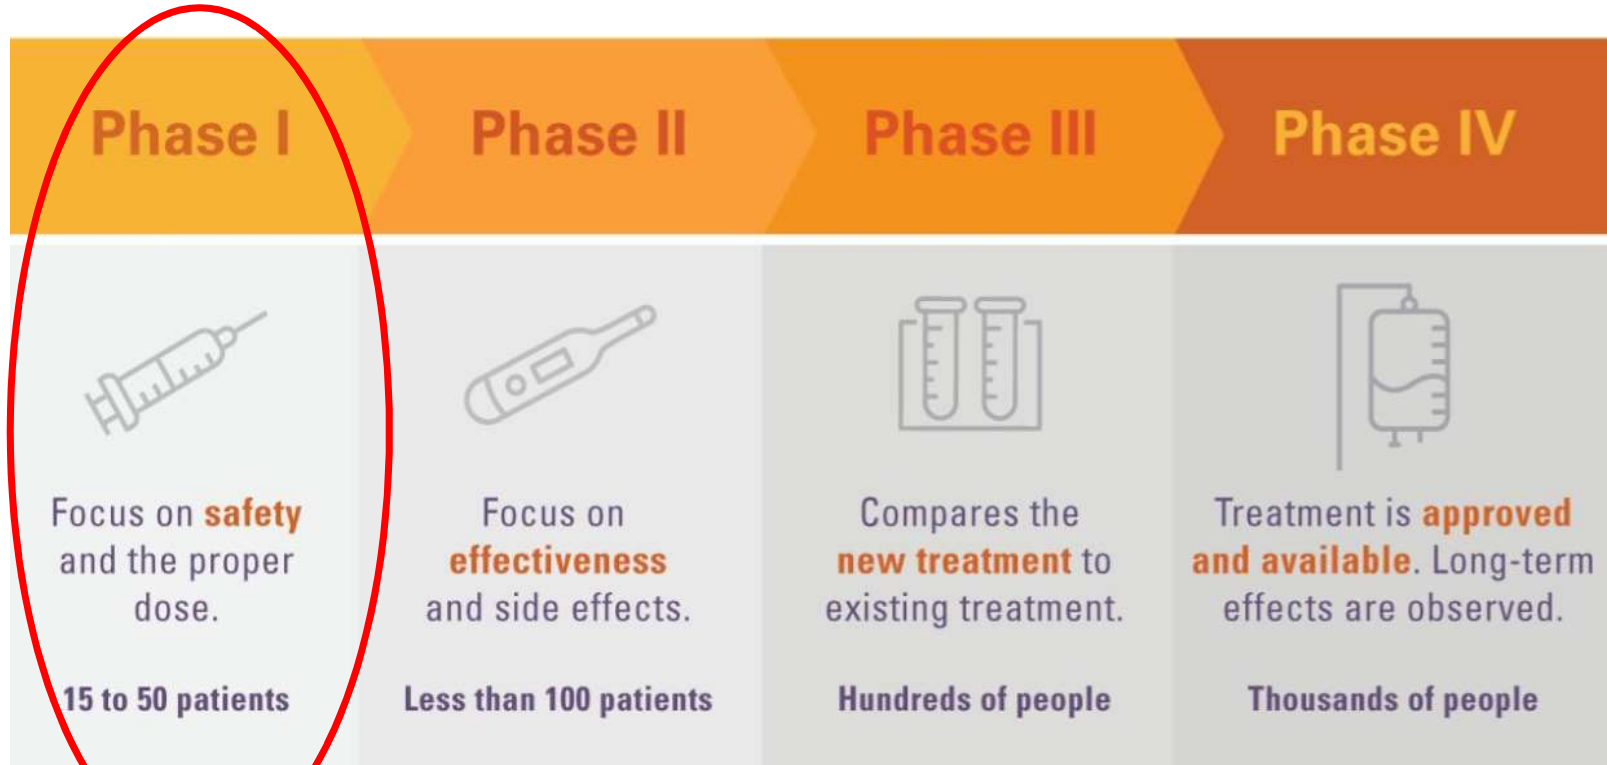 Phase I
Phase II
Phase III
Phase IV
Focus on safety
and the proper
dose.
15 to 50 patients
Focus on
effectiveness
and side effects.
Less than 100 patients
Compares the
new treatment to
existing treatment.
Hundreds of people
Treatment is approved
and available. Long-term
effects are observed.
Thousands of people